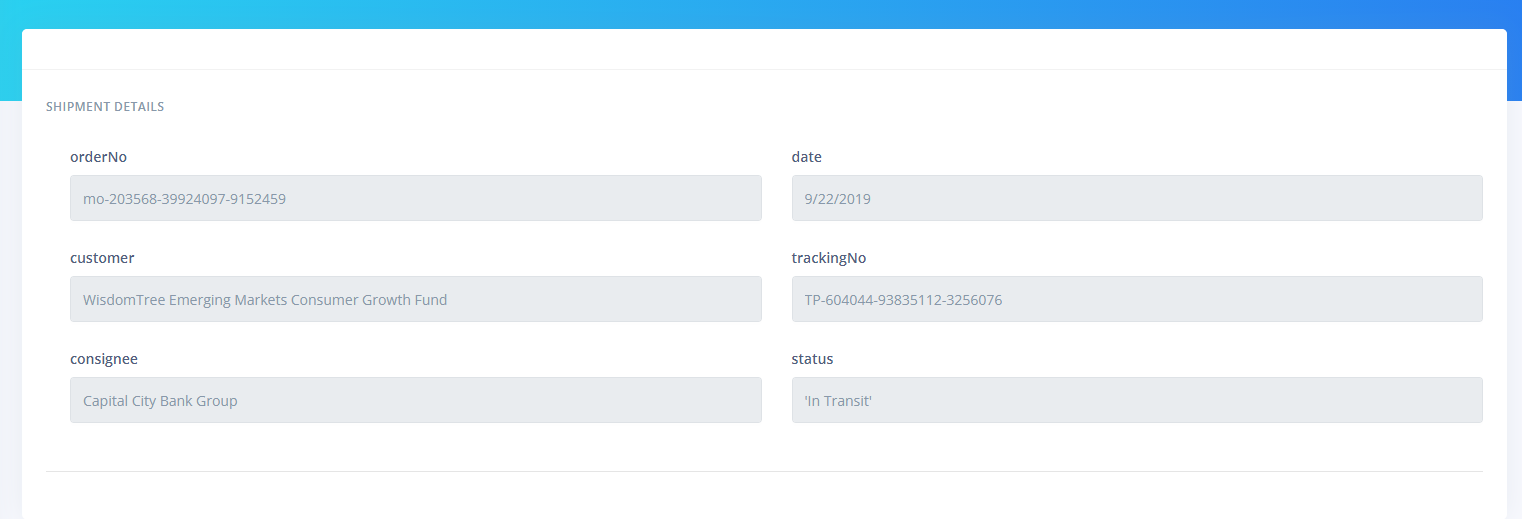 SHIPMENT DETAILS
orderNo
date
mo-203568-39924097-9152459
9/22/2019
customer
trackingNo
WisdomTree Emerging Markets Consumer Growth Fund
TP-604044-93835112-3256076
consignee
status
Capital City Bank Group
'In Transit'